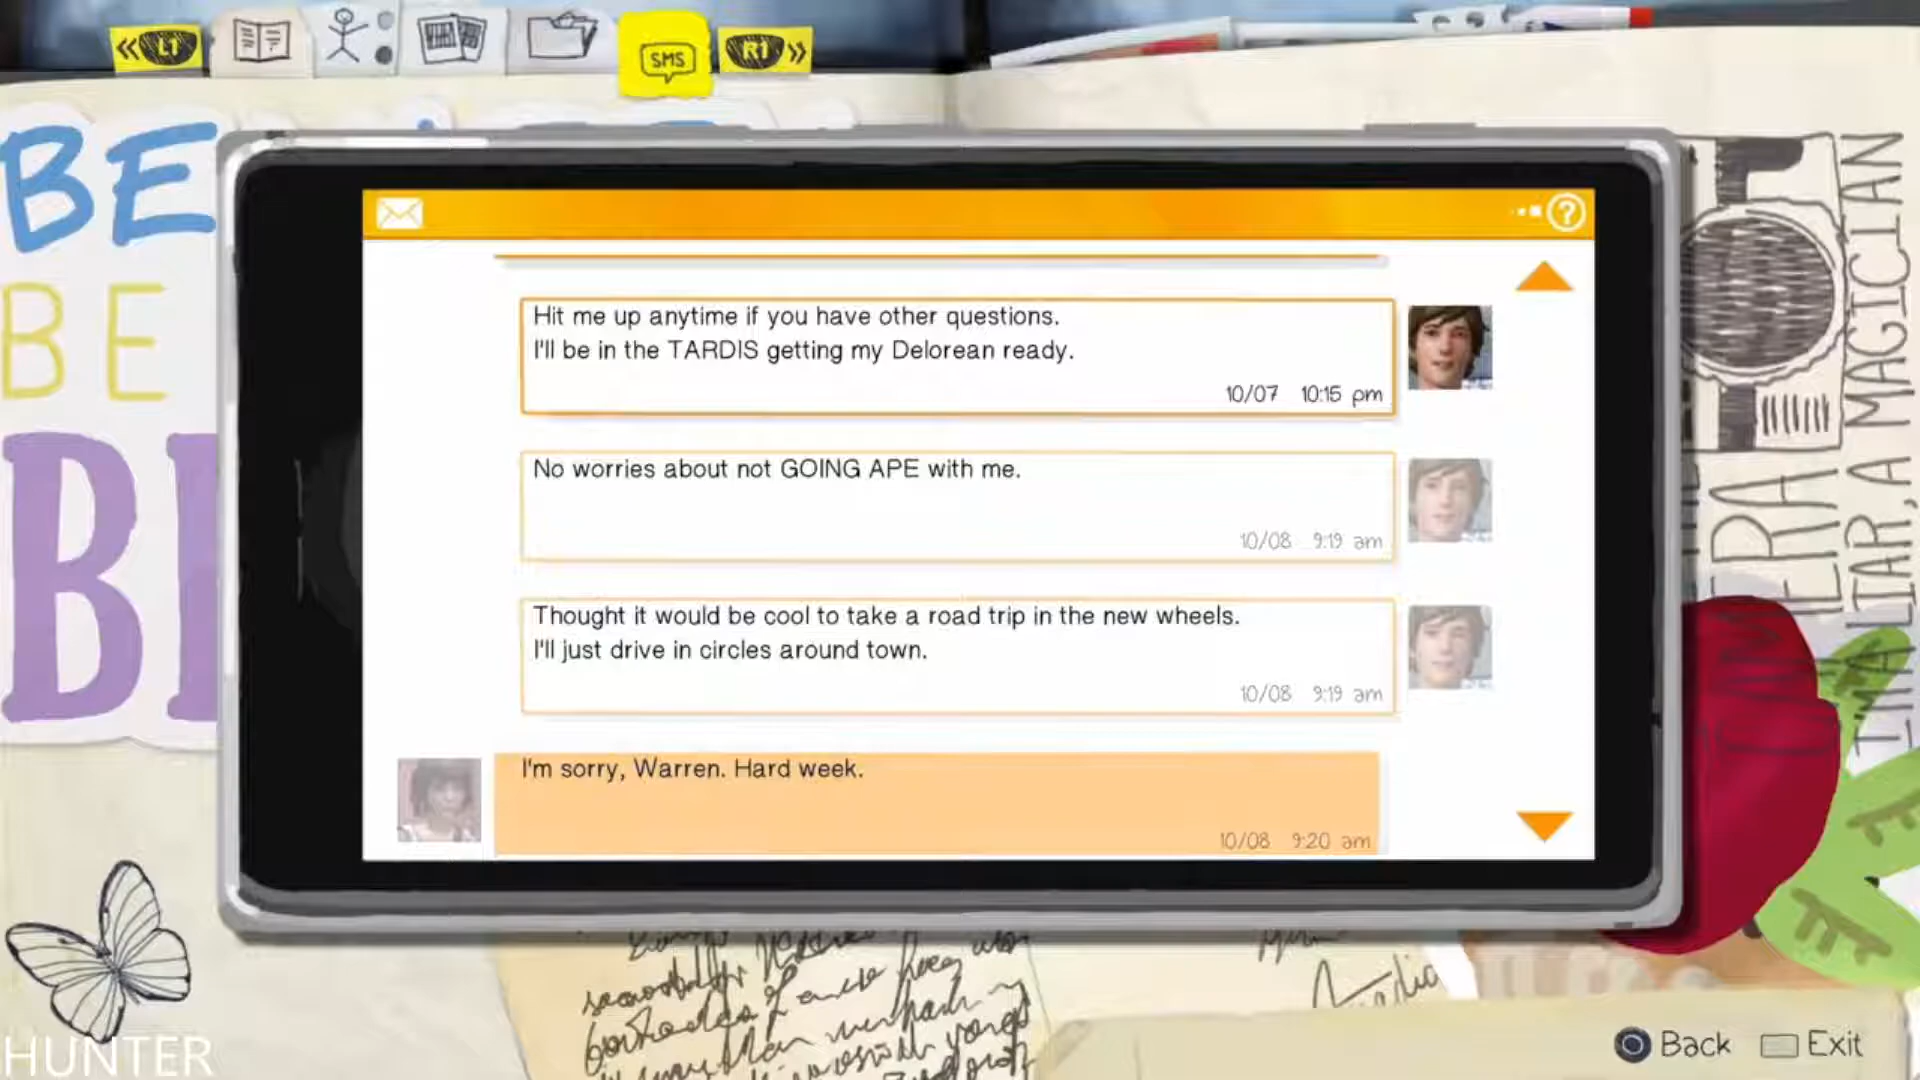 L1
SMS
R1
BE
BE
Hit me up anytime if you have other questions.
I'll be in the TARDIS getting my Delorean ready.
10/07 10:15 pm
No worries about not GOING APE with me.
10/08 9:19 am
Thought it would be cool to take a road trip in the new wheels.
I'll just drive in circles around town.
10/08 9:19 am
I'm sorry, Warren. Hard week.
10/08 9:20 am
LIAR, A MAGICIAN
HUNTER
Back
Exit